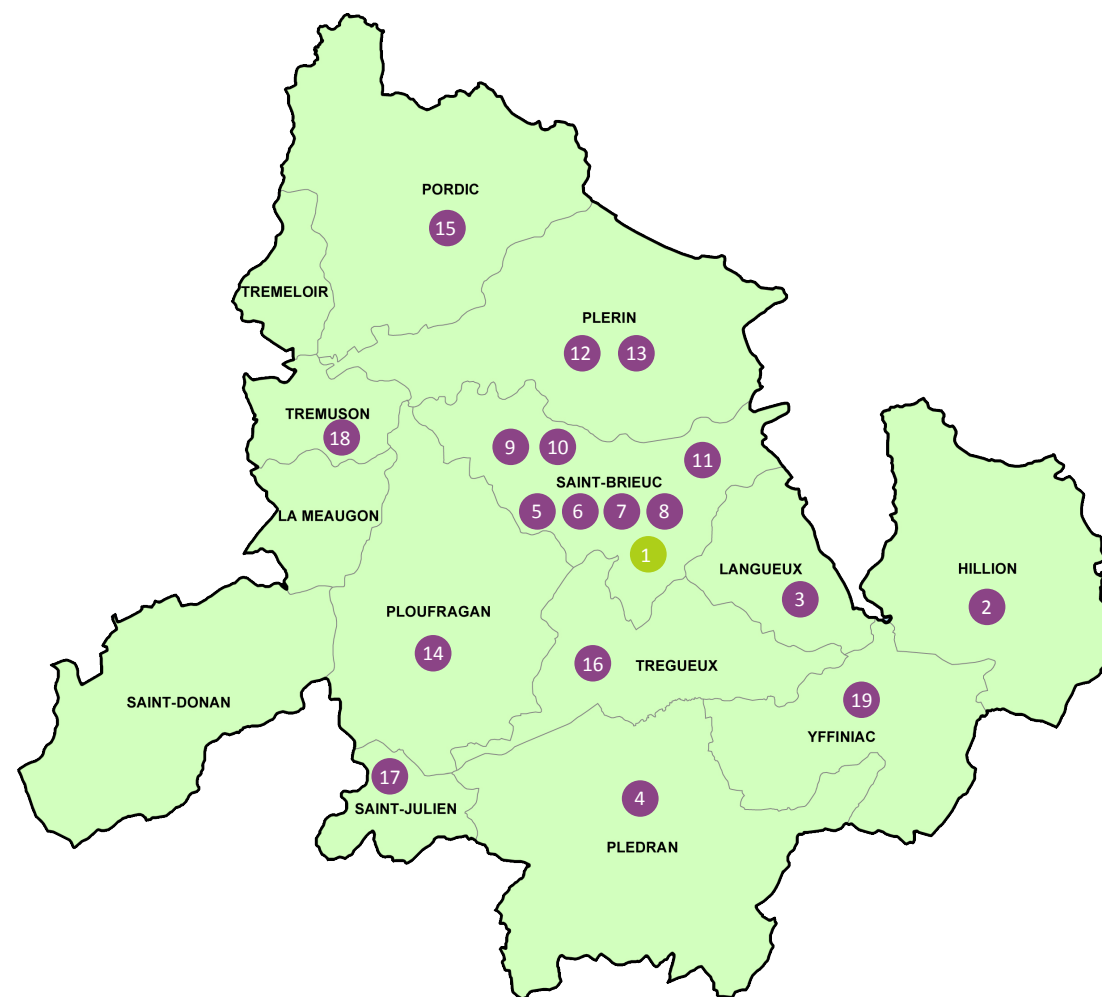 PORDIC
15
TREMELOIR
PLERIN
12 13
TREMUSON
18
9 10
11
SAINT-BRIEUC
5 6 7 8
LA MEAUGON
1
LANGUEUX
3
HILLION
2
PLOUFRAGAN
14
16
TREGUEUX
SAINT-DONAN
19
YFFINIAC
17
SAINT-JULIEN
4
PLEDRAN